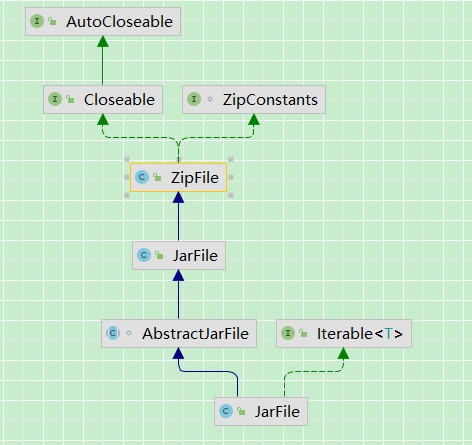 I AutoCloseable
I Closeable
I ZipConstants
C ZipFile
C JarFile
C AbstractJarFile
I Iterable<T>
C JarFile